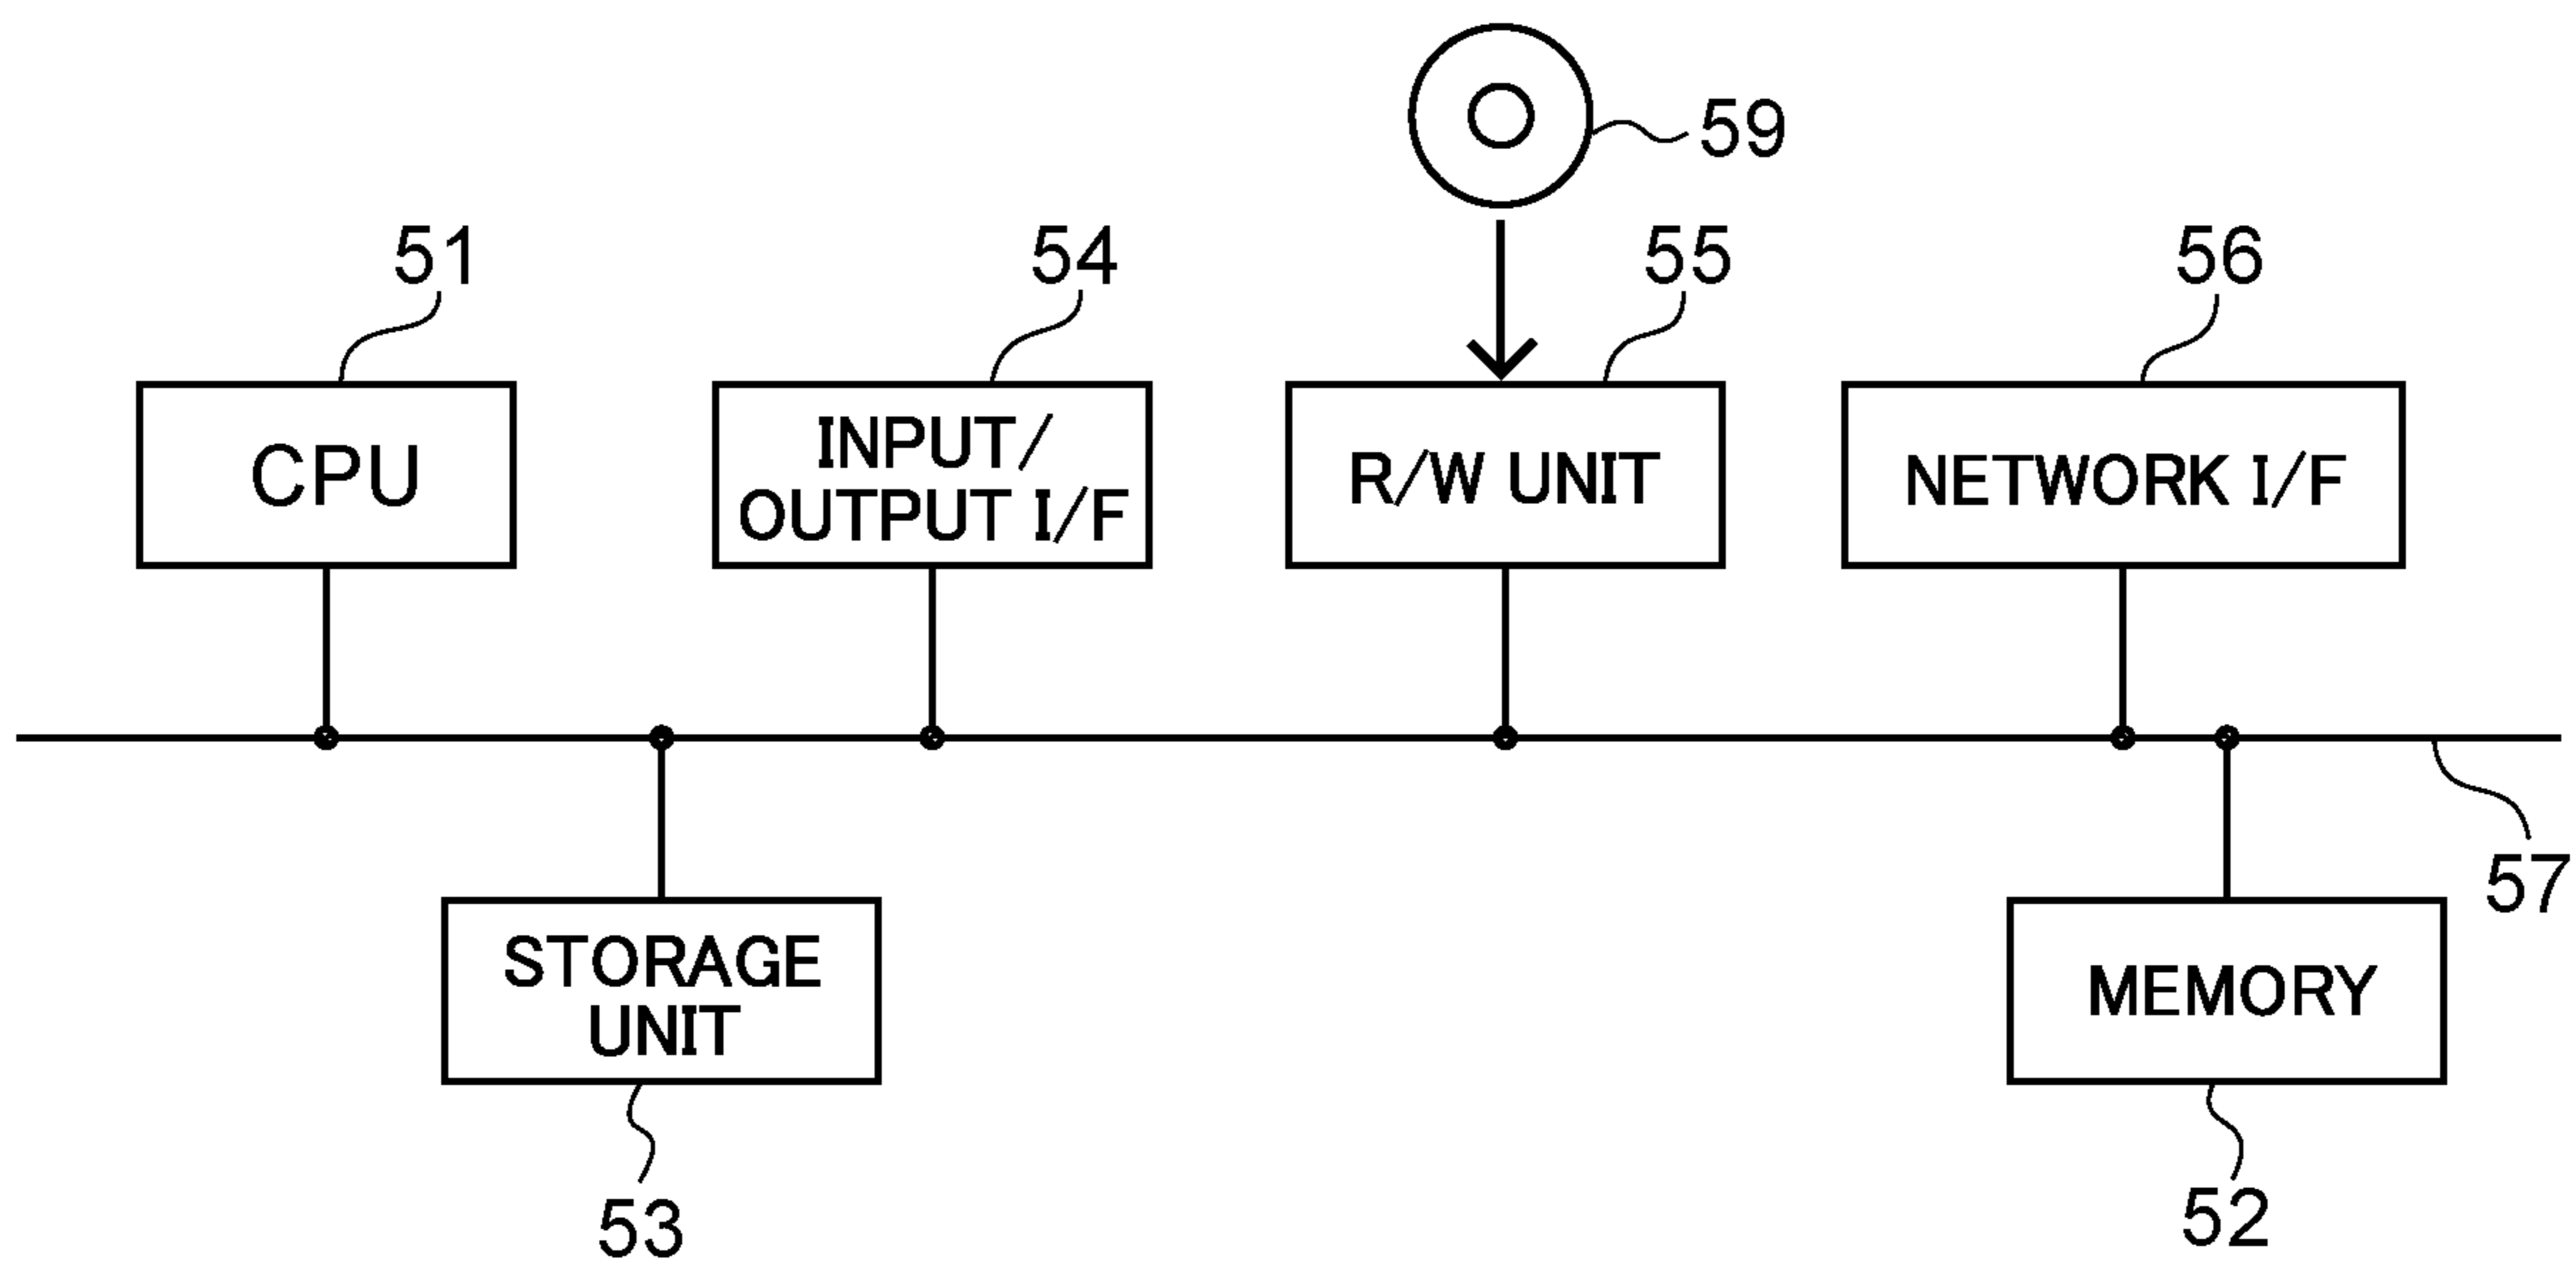 59
51
54
55
56
CPU
INPUT/
OUTPUT I/F
R/W UNIT
NETWORK I/F
57
STORAGE
UNIT
MEMORY
53
52